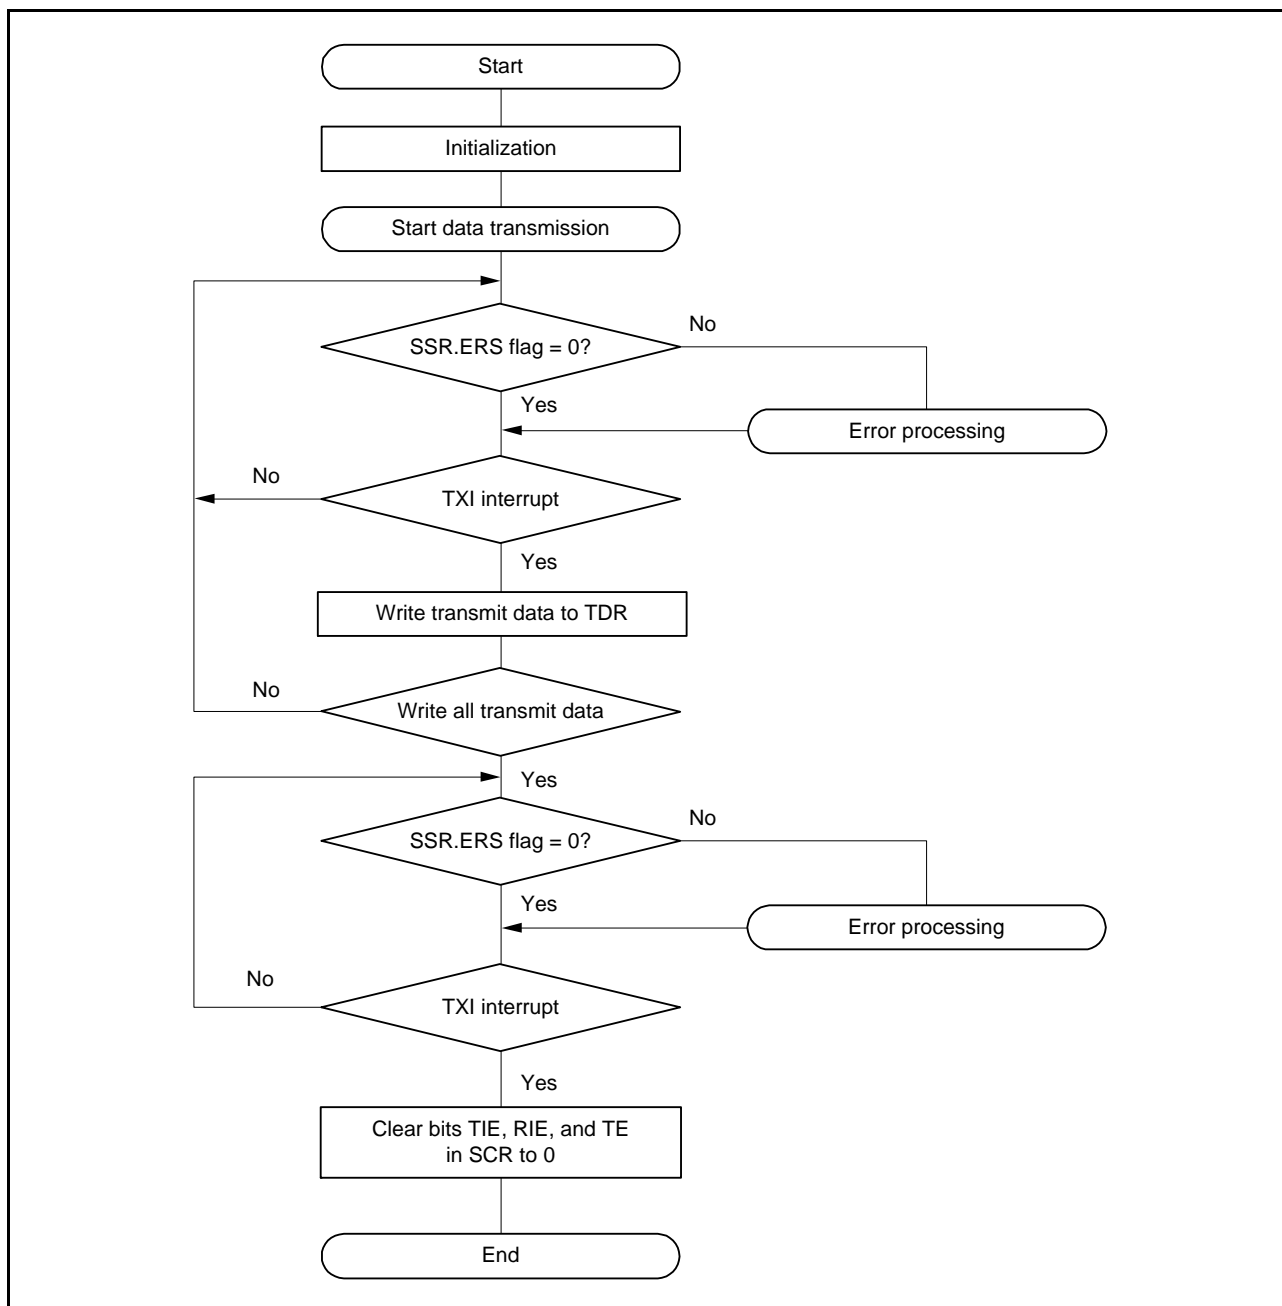 Start
Initialization
Start data transmission
SSR.ERS flag = 0?
No
Yes
Error processing
No
TXI interrupt
Yes
Write transmit data to TDR
No
Write all transmit data
Yes
SSR.ERS flag = 0?
No
Yes
Error processing
No
TXI interrupt
Yes
Clear bits TIE, RIE, and TE
in SCR to 0
End